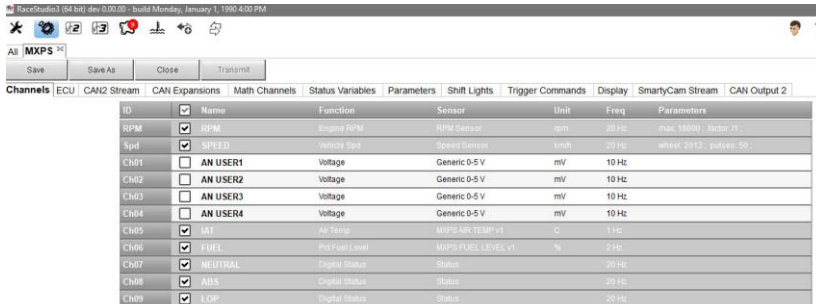 RaceStudio3 (64 bit) dev 0.00.00 - build Monday, January 1, 1990 4:00 PM
All MXPS
Save Save As Close Transmit
Channels ECU CAN2 Stream CAN Expansions Math Channels Status Variables Parameters Shift Lights Trigger Commands Display SmartyCam Stream CAN Output 2
ID Name Function Sensor Unit Freq Parameters
RPM RPM Engine RPM RPM Sensor rpm 20 Hz max: 18000 ; factor: /1 ;
Spd SPEED Vehicle Spd Speed Sensor km/h 20 Hz wheel: 2013 ; pulses: 50 ;
Ch01 AN USER1 Voltage Generic 0-5 V mV 10 Hz
Ch02 AN USER2 Voltage Generic 0-5 V mV 10 Hz
Ch03 AN USER3 Voltage Generic 0-5 V mV 10 Hz
Ch04 AN USER4 Voltage Generic 0-5 V mV 10 Hz
Ch05 IAT Air Temp MXPS AIR TEMP v1 C 1 Hz
Ch06 FUEL Pct Fuel Level MXPS FUEL LEVEL v1 % 2 Hz
Ch07 NEUTRAL Digital Status Status 20 Hz
Ch08 ABS Digital Status Status 20 Hz
Ch09 LOP Digital Status Status 20 Hz